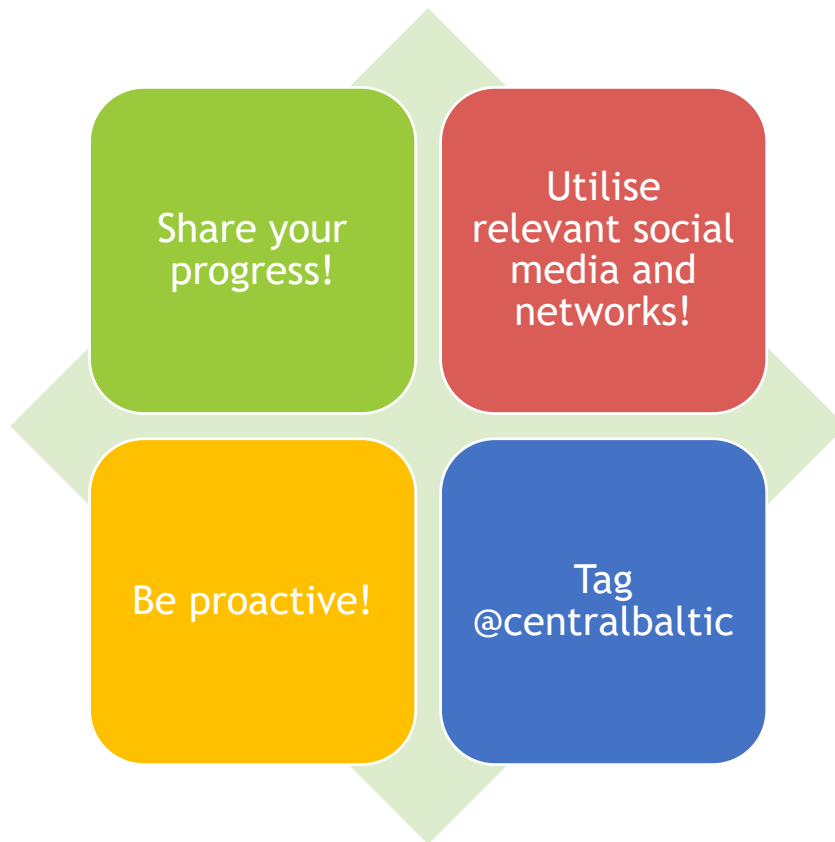 Share your
progress!
Utilise
relevant social
media and
networks!
Be proactive!
Tag
@centralbaltic